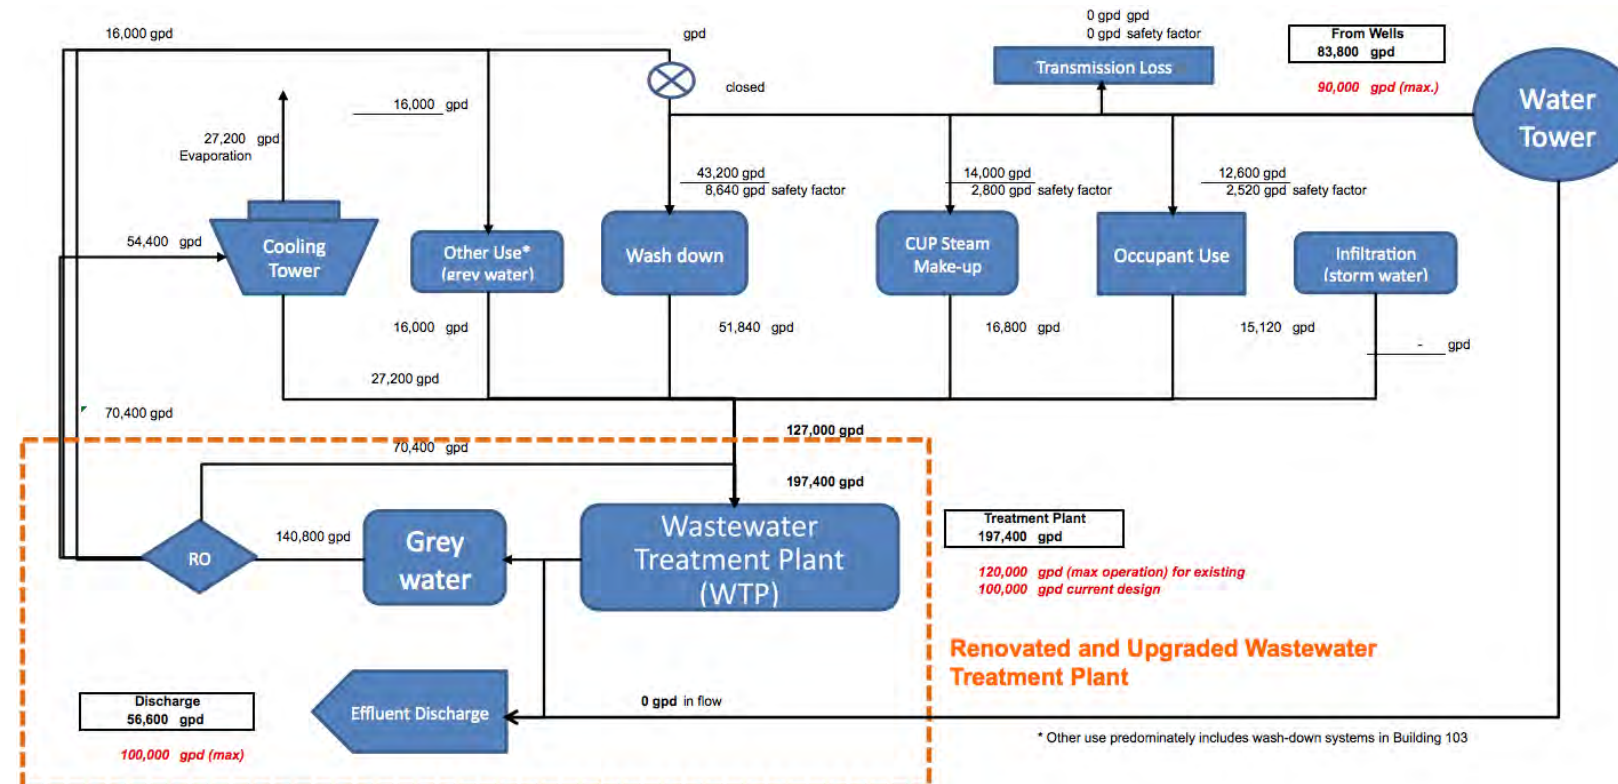 16,000 gpd
gpd
0 gpd gpd
0 gpd safety factor
From Wells
83,800 gpd
90,000 gpd (max.)
Transmission Loss
closed
Water
Tower
16,000 gpd
27,200 gpd
Evaporation
43,200 gpd
8,640 gpd safety factor
14,000 gpd
2,800 gpd safety factor
12,600 gpd
2,520 gpd safety factor
54,400 gpd
Cooling
Tower
Other Use*
(grey water)
Wash down
CUP Steam
Make-up
Occupant Use
Infiltration
(storm water)
16,000 gpd
51,840 gpd
16,800 gpd
15,120 gpd
- gpd
27,200 gpd
70,400 gpd
127,000 gpd
70,400 gpd
197,400 gpd
RO
140,800 gpd
Grey
water
Wastewater
Treatment Plant
(WTP)
Treatment Plant
197,400 gpd
120,000 gpd (max operation) for existing
100,000 gpd current design
Renovated and Upgraded Wastewater
Treatment Plant
Discharge
56,600 gpd
100,000 gpd (max)
Effluent Discharge
0 gpd in flow
* Other use predominately includes wash-down systems in Building 103